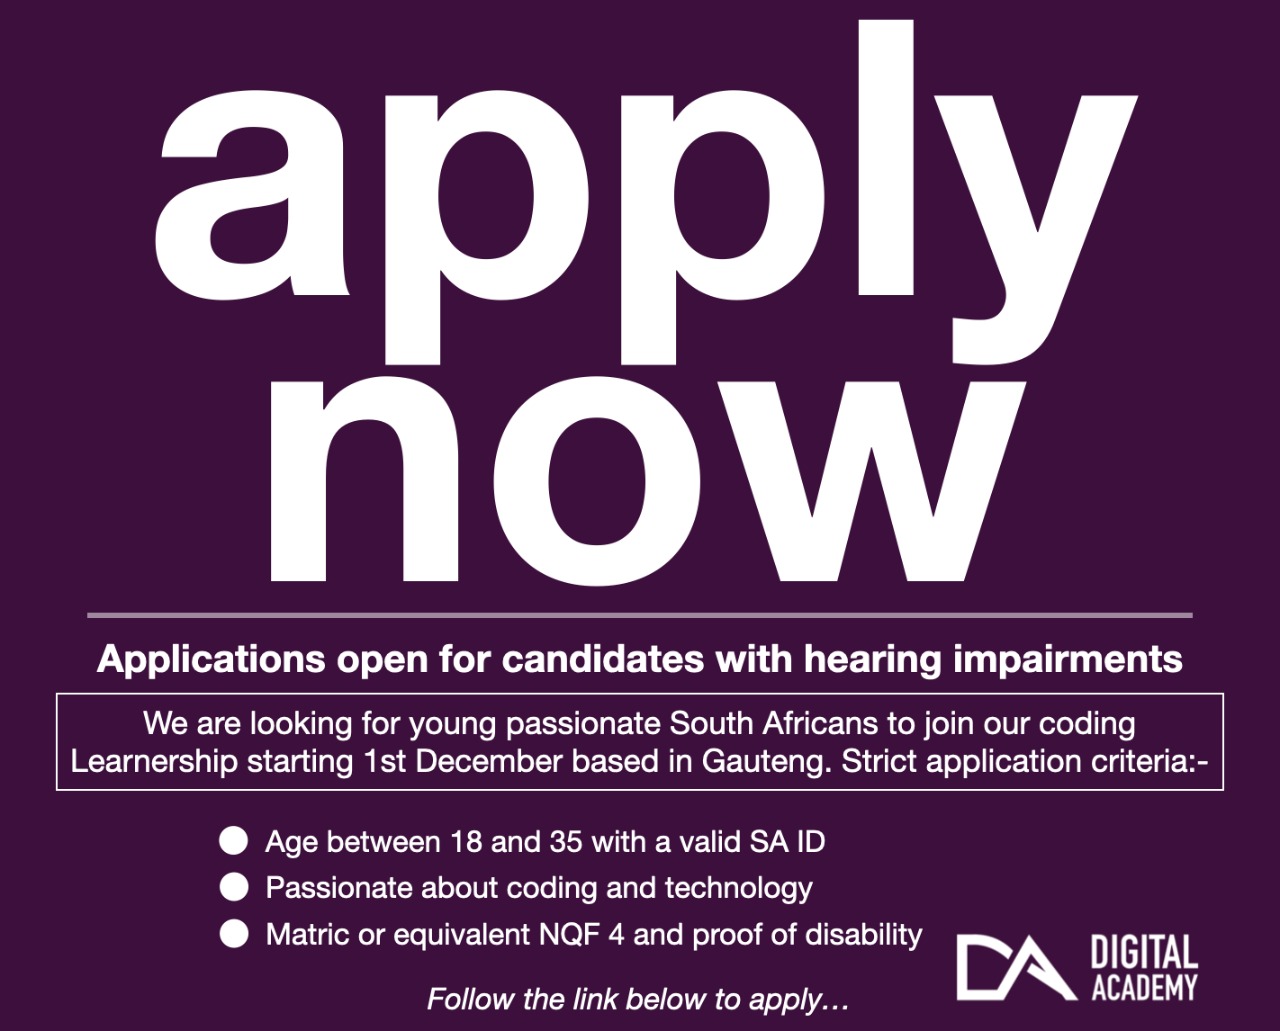 apply
now
Applications open for candidates with hearing impairments
We are looking for young passionate South Africans to join our coding
Learnership starting 1st December based in Gauteng. Strict application criteria:-
Age between 18 and 35 with a valid SA ID
Passionate about coding and technology
Matric or equivalent NQF 4 and proof of disability
DA DIGITAL
ACADEMY
Follow the link below to apply...